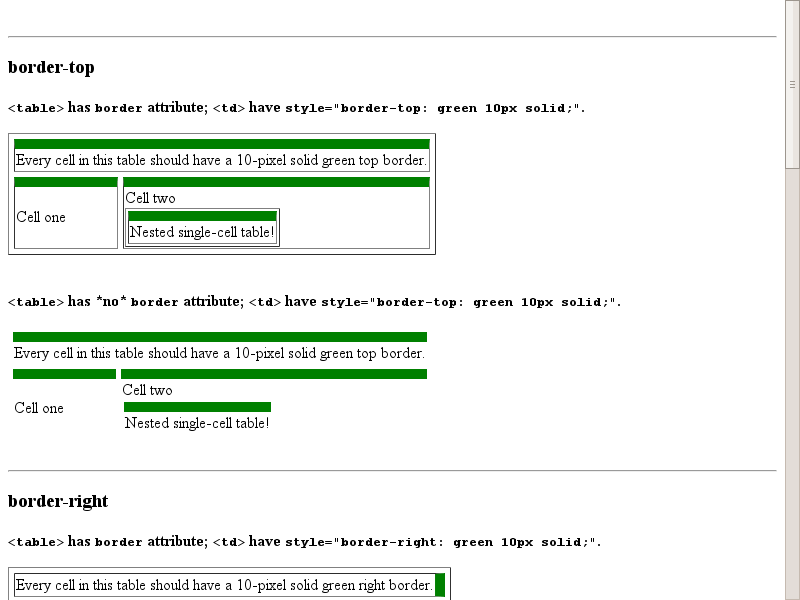 border-top
<table> has border attribute; <td> have style="border-top: green 10px solid;".
Every cell in this table should have a 10-pixel solid green top border.
Cell one
Cell two
Nested single-cell table!
<table> has *no* border attribute; <td> have style="border-top: green 10px solid;".
Every cell in this table should have a 10-pixel solid green top border.
Cell one
Cell two
Nested single-cell table!
border-right
<table> has border attribute; <td> have style="border-right: green 10px solid;".
Every cell in this table should have a 10-pixel solid green right border.